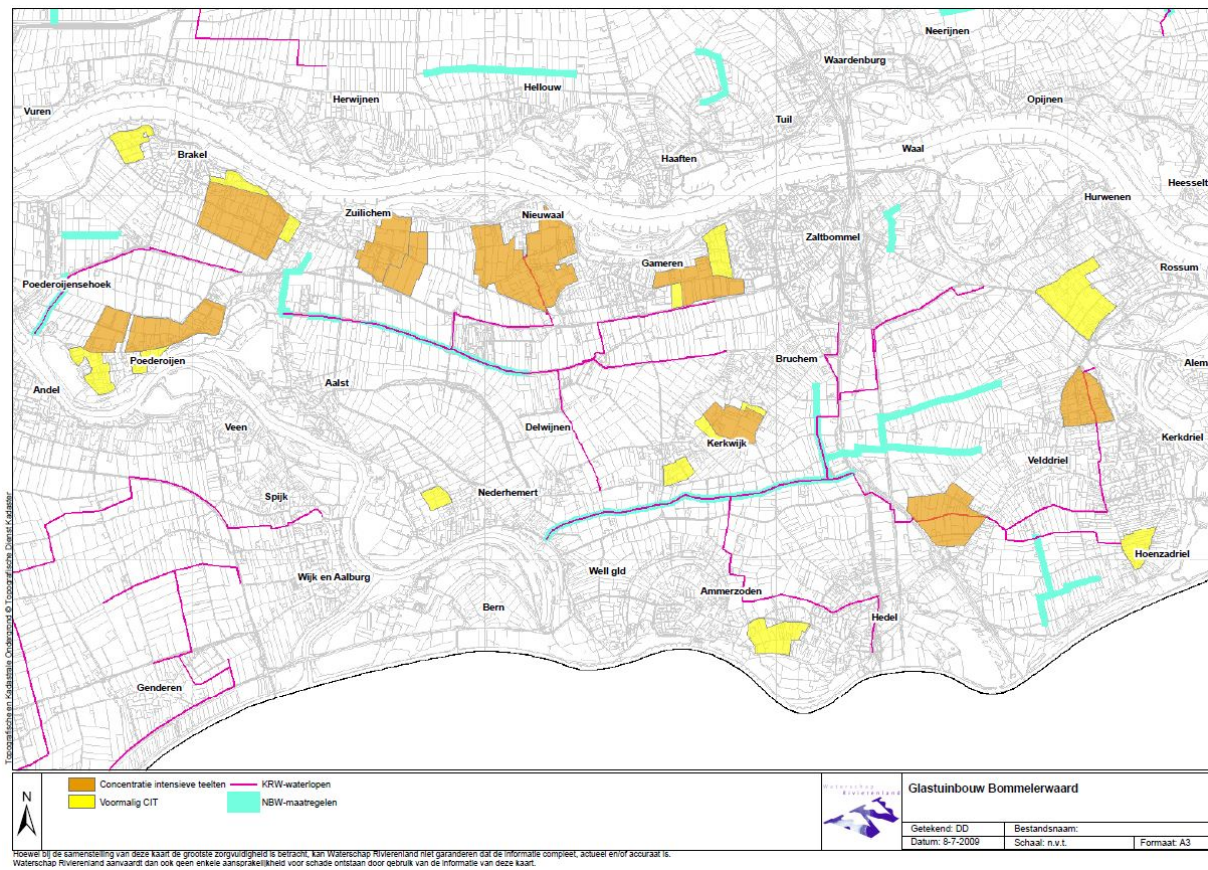 Neerijnen
Waardenburg
Hellouw
Herwijnen
Opijnen
Vuren
Tuil
Waal
Haaften
Brakel
Heesselt
Hurwenen
Zuilichem
Nieuwaal
Zaltbommel
Gameren
Rossum
Poederoijensehoek
Poederoijen
Bruchem
Alem
Andel
Aalst
Veen
Delwijnen
Kerkwijk
Kerkdriel
Velddriel
Spijk
Nederhemert
Hoenzadriel
Well gld
Wijk en Aalburg
Ammerzoden
Bern
Hedel
Genderen
Topografische en Kadastrale Ondergrond © Topografische Dienst Kadaster
N
Concentratie intensieve teelten
KRW-waterlopen
Voormalig CIT
NBW-maatregelen
Waterschap
Rivierenland
Glastuinbouw Bommelerwaard
Getekend: DD
Bestandsnaam:
Datum: 8-7-2009
Schaal: n.v.t.
Formaat: A3
Hoewel bij de samenstelling van deze kaart de grootste zorgvuldigheid is betracht, kan Waterschap Rivierenland niet garanderen dat de informatie compleet, actueel en/of accuraat is.
Waterschap Rivierenland aanvaardt dan ook geen enkele aansprakelijkheid voor schade ontstaan door gebruik van de informatie van deze kaart.